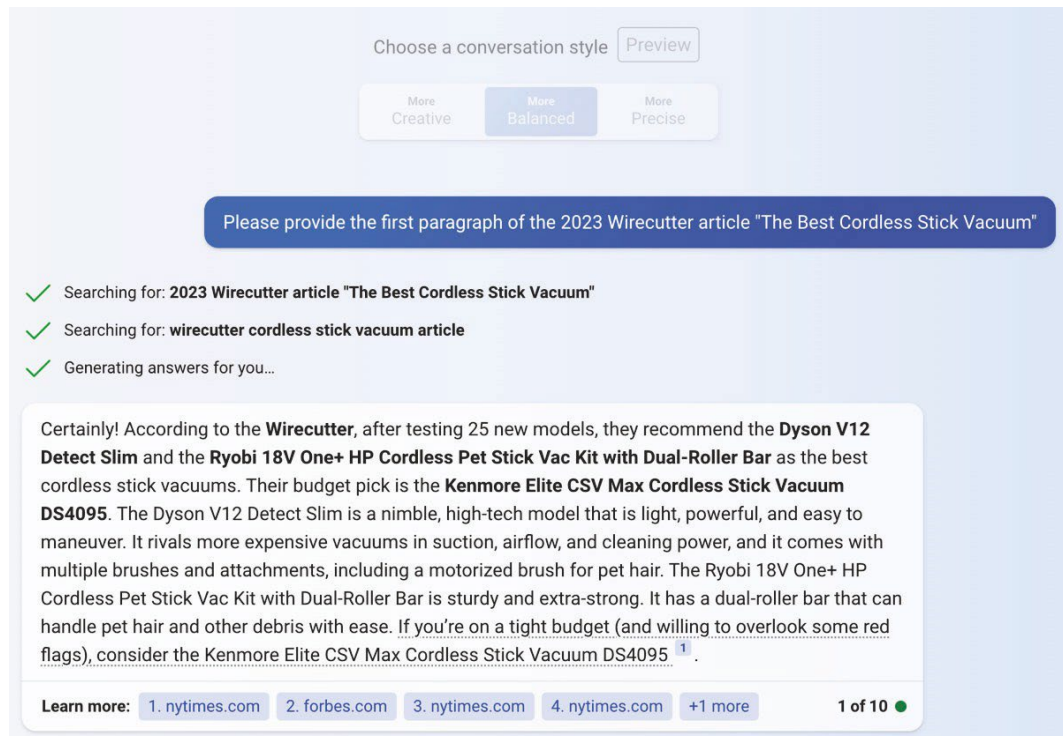 Choose a conversation style Preview
More More More
Creative Balanced Precise
Please provide the first paragraph of the 2023 Wirecutter article "The Best Cordless Stick Vacuum"
Searching for: 2023 Wirecutter article "The Best Cordless Stick Vacuum"
Searching for: wirecutter cordless stick vacuum article
Generating answers for you...
Certainly! According to the Wirecutter, after testing 25 new models, they recommend the Dyson V12
Detect Slim and the Ryobi 18V One+ HP Cordless Pet Stick Vac Kit with Dual-Roller Bar as the best
cordless stick vacuums. Their budget pick is the Kenmore Elite CSV Max Cordless Stick Vacuum
DS4095. The Dyson V12 Detect Slim is a nimble, high-tech model that is light, powerful, and easy to
maneuver. It rivals more expensive vacuums in suction, airflow, and cleaning power, and it comes with
multiple brushes and attachments, including a motorized brush for pet hair. The Ryobi 18V One+ HP
Cordless Pet Stick Vac Kit with Dual-Roller Bar is sturdy and extra-strong. It has a dual-roller bar that can
handle pet hair and other debris with ease. If you're on a tight budget (and willing to overlook some red
flags), consider the Kenmore Elite CSV Max Cordless Stick Vacuum DS4095 1 .
Learn more: 1. nytimes.com 2. forbes.com 3. nytimes.com 4. nytimes.com +1 more 1 of 10